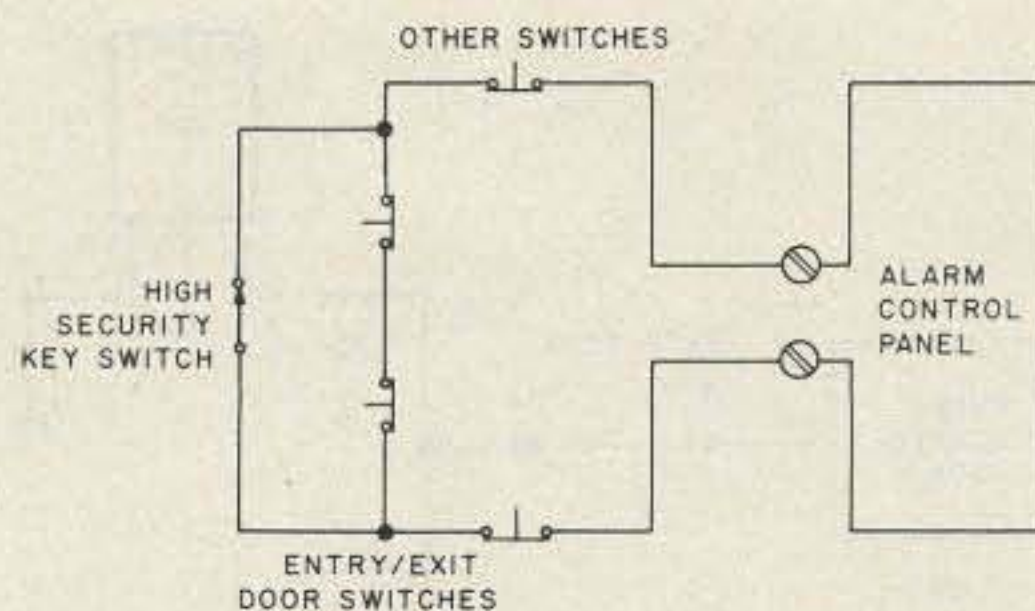 OTHER SWITCHES
HIGH
SECURITY
KEY SWITCH
ALARM
CONTROL
PANEL
ENTRY/EXIT
DOOR SWITCHES